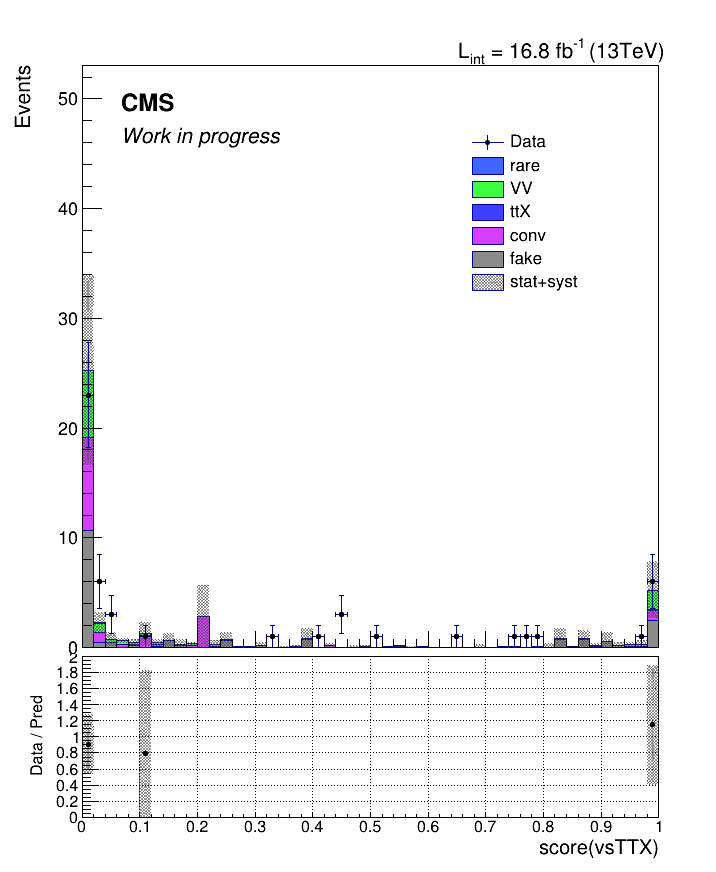 L_int = 16.8 fb^-1 (13TeV)
Events
CMS
Work in progress
Data
rare
VV
ttX
conv
fake
stat+syst
50
40
30
20
10
0
Data / Pred
2
1.8
1.6
1.4
1.2
1
0.8
0.6
0.4
0.2
0
0 0.1 0.2 0.3 0.4 0.5 0.6 0.7 0.8 0.9 1
score(vsTTX)